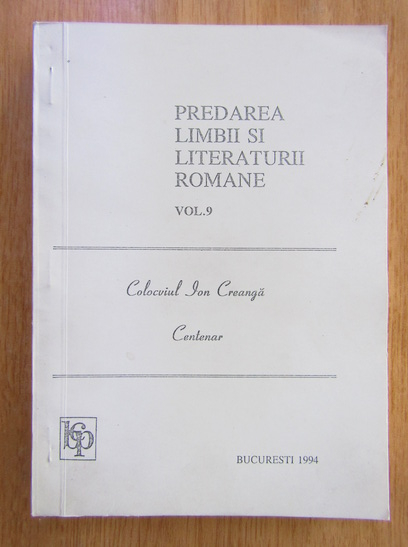 PREDAREA
LIMBII SI
LITERATURII
ROMANE
VOL.9
Colocviul Ion Creangă
Centenar
BUCURESTI 1994